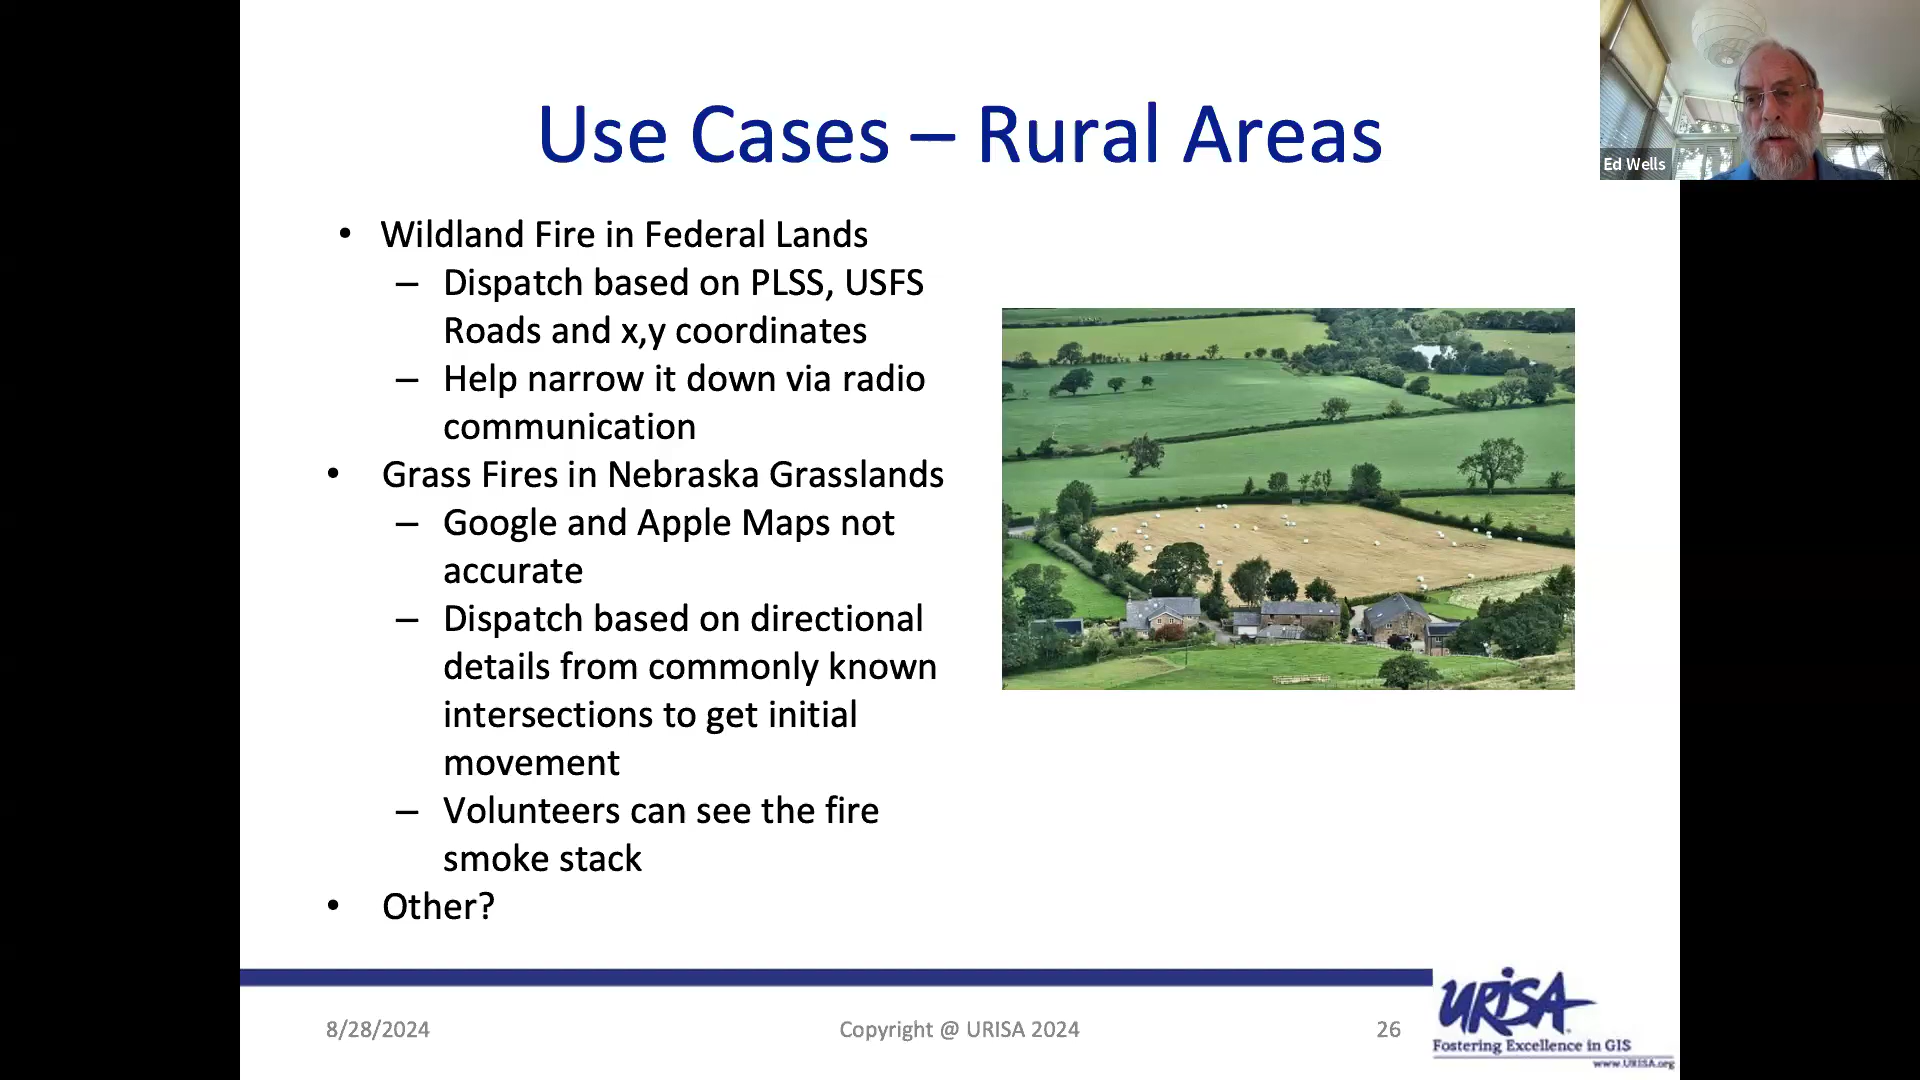 Use Cases – Rural Areas
Ed Wells
• Wildland Fire in Federal Lands
– Dispatch based on PLSS, USFS
Roads and x,y coordinates
– Help narrow it down via radio
communication
• Grass Fires in Nebraska Grasslands
– Google and Apple Maps not
accurate
– Dispatch based on directional
details from commonly known
intersections to get initial
movement
– Volunteers can see the fire
smoke stack
• Other?
8/28/2024
Copyright @ URISA 2024
26
URISA
Fostering Excellence in GIS
www.URISA.org